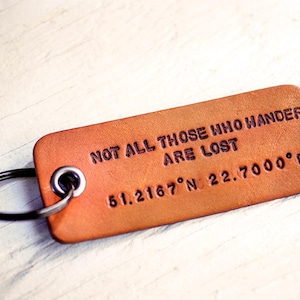 NOT ALL THOSE WHO WANDER
ARE LOST
51.2167°N 22.7000°